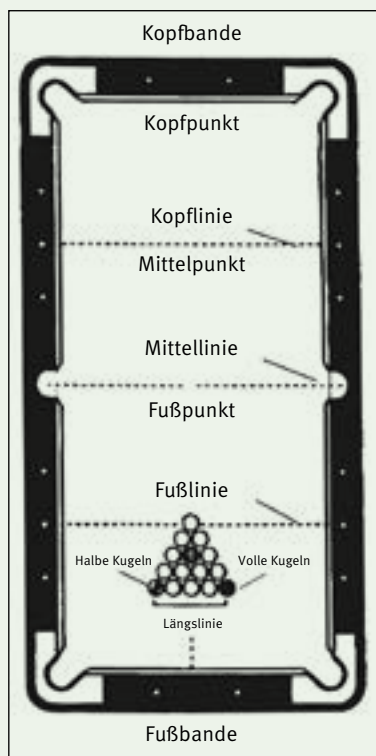 Kopfbande
Kopfpunkt
Kopflinie
Mittelpunkt
Mittellinie
Fußpunkt
Fußlinie
Halbe Kugeln
Volle Kugeln
Längslinie
Fußbande